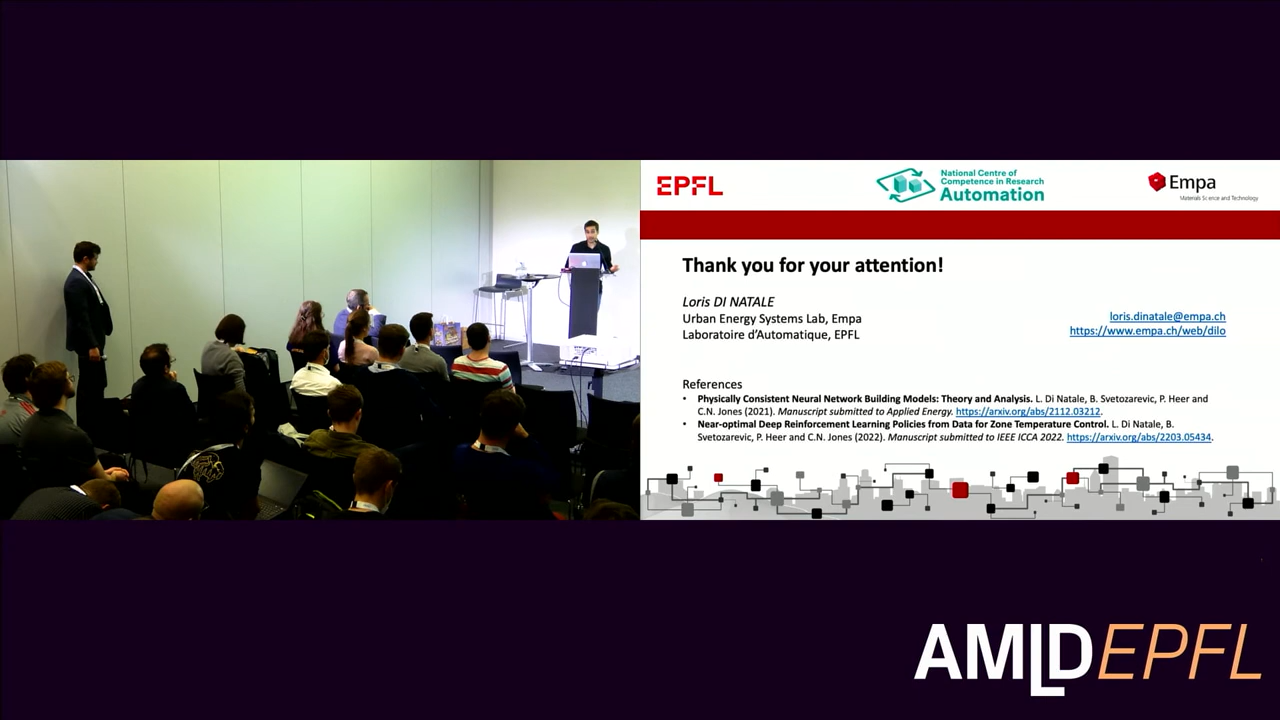 EPFL
National Centre of
Competence in Research
Automation
Empa
Materials Science and Technology
Thank you for your attention!
Loris DI NATALE
Urban Energy Systems Lab, Empa
Laboratoire d'Automatique, EPFL
loris.dinatale@empa.ch
https://www.empa.ch/web/dilo
References
• Physically Consistent Neural Network Building Models: Theory and Analysis. L. Di Natale, B. Svetozarevic, P. Heer and
C.N. Jones (2021). Manuscript submitted to Applied Energy. https://arxiv.org/abs/2112.03212.
• Near-optimal Deep Reinforcement Learning Policies from Data for Zone Temperature Control. L. Di Natale, B.
Svetozarevic, P. Heer and C.N. Jones (2022). Manuscript submitted to IEEE ICCA 2022. https://arxiv.org/abs/2203.05434.
AMLDEPFL